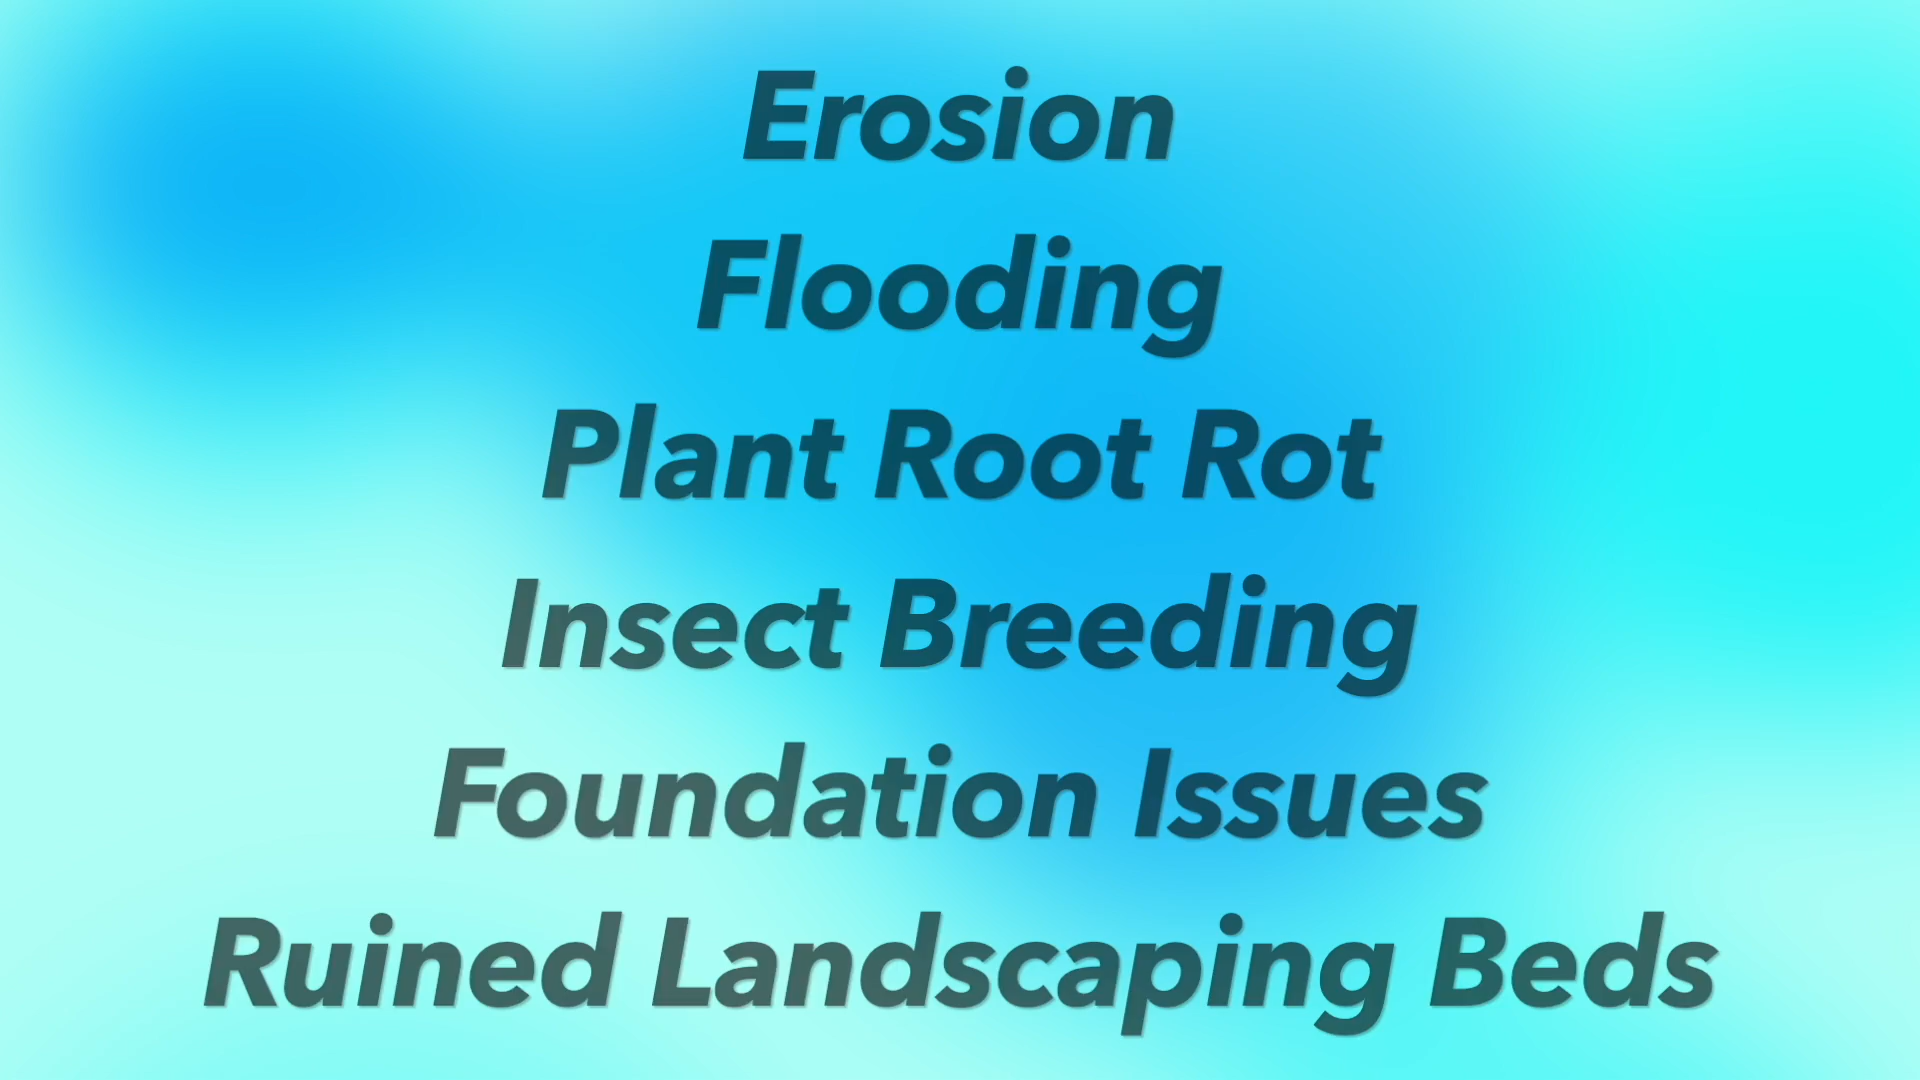 Erosion
Flooding
Plant Root Rot
Insect Breeding
Foundation Issues
Ruined Landscaping Beds